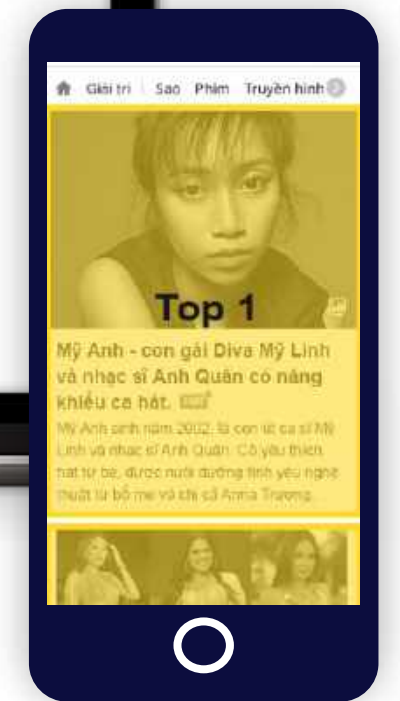 Giải trí Sao Phim Truyền hình
Top 1
Mỹ Anh - con gái Diva Mỹ Linh
và nhạc sĩ Anh Quân có năng
khiếu ca hát.
Mỹ Anh sinh năm 2002, là con út ca sĩ Mỹ
Linh và nhạc sĩ Anh Quân. Cô yêu thích
hát từ bé, được nuôi dưỡng tình yêu nghệ
thuật từ bố mẹ và chị cả Anna Trương...